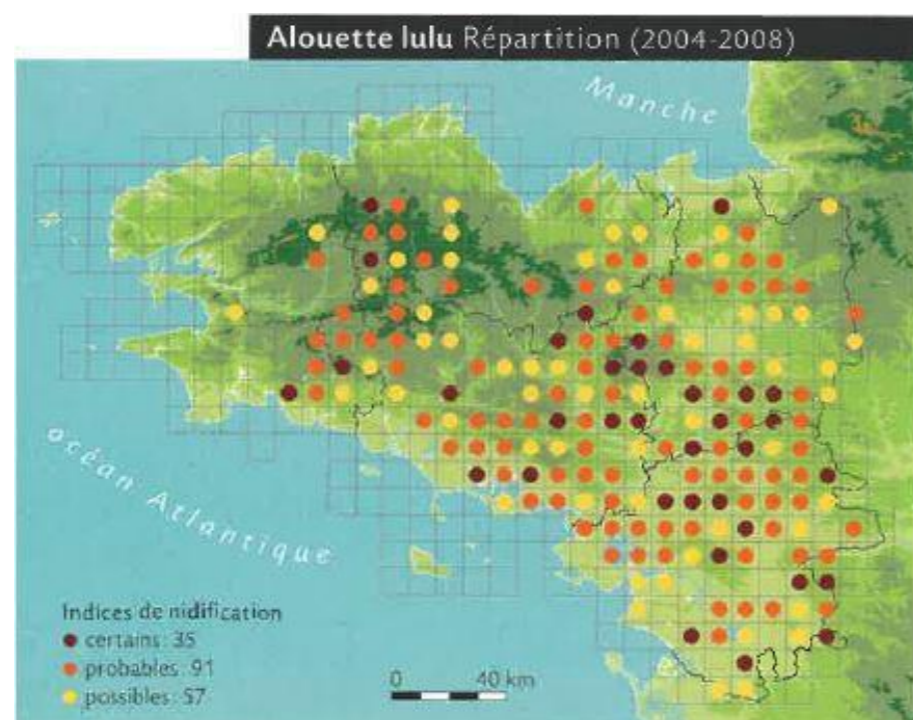 Alouette lulu Répartition (2004-2008)
Manche
océan Atlantique
Indices de nidification
certains : 35
probables : 91
possibles : 57
0 40 km